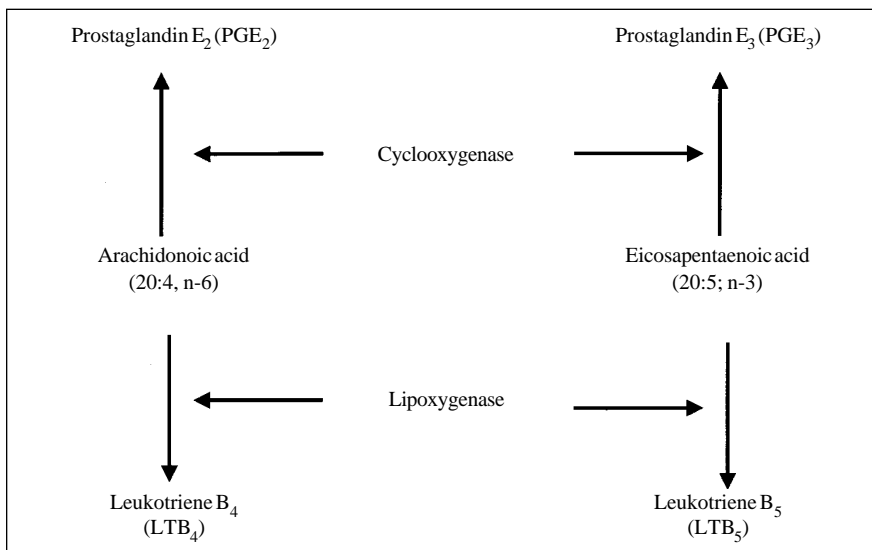 Prostaglandin E₂ (PGE₂)
Prostaglandin E₃ (PGE₃)
Cyclooxygenase
Arachidonoic acid
(20:4, n-6)
Eicosapentaenoic acid
(20:5; n-3)
Lipoxygenase
Leukotriene B₄
(LTB₄)
Leukotriene B₅
(LTB₅)